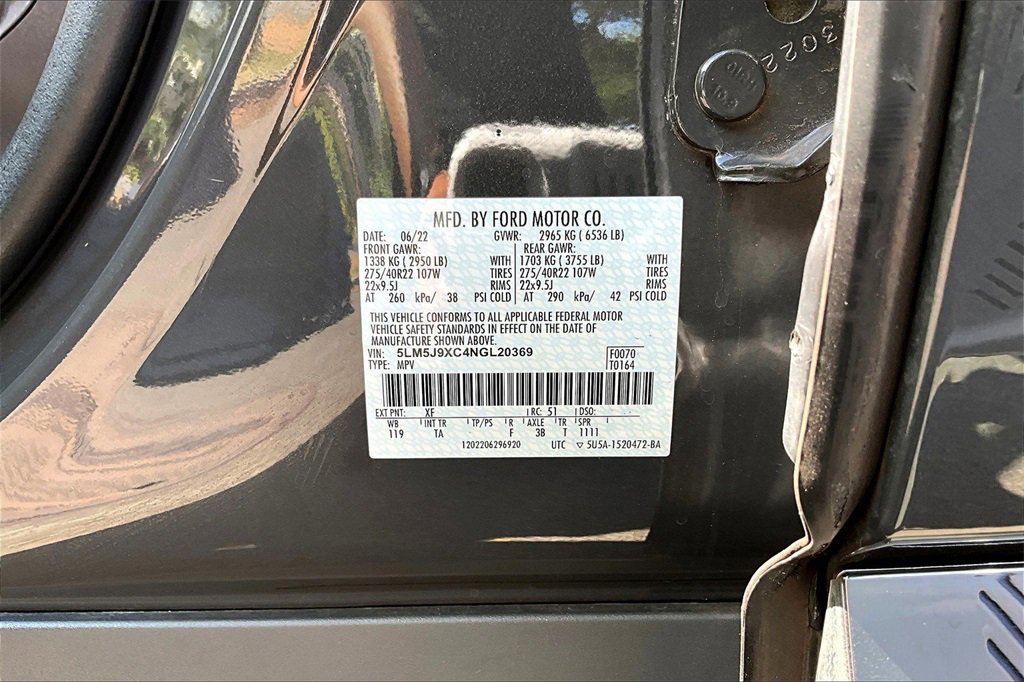 3022
MFD. BY FORD MOTOR CO.
DATE: 06/22 GVWR: 2965 KG ( 6536 LB)
FRONT GAWR: REAR GAWR:
1338 KG ( 2950 LB) WITH 1703 KG ( 3755 LB) WITH
275/40R22 107W TIRES 275/40R22 107W TIRES
22x9.5J RIMS 22x9.5J RIMS
AT 260 kPa/ 38 PSI COLD AT 290 kPa/ 42 PSI COLD
THIS VEHICLE CONFORMS TO ALL APPLICABLE FEDERAL MOTOR
VEHICLE SAFETY STANDARDS IN EFFECT ON THE DATE OF
MANUFACTURE SHOWN ABOVE.
VIN: 5LM5J9XC4NGL20369 F0070
TYPE: MPV T0164
EXT PNT: XF RC: 51 DSO:
WB INT TR TP/PS R AXLE TR SPR
119 TA F 3B T 1111
1202206296920 UTC ▽ 5U5A-1520472-BA